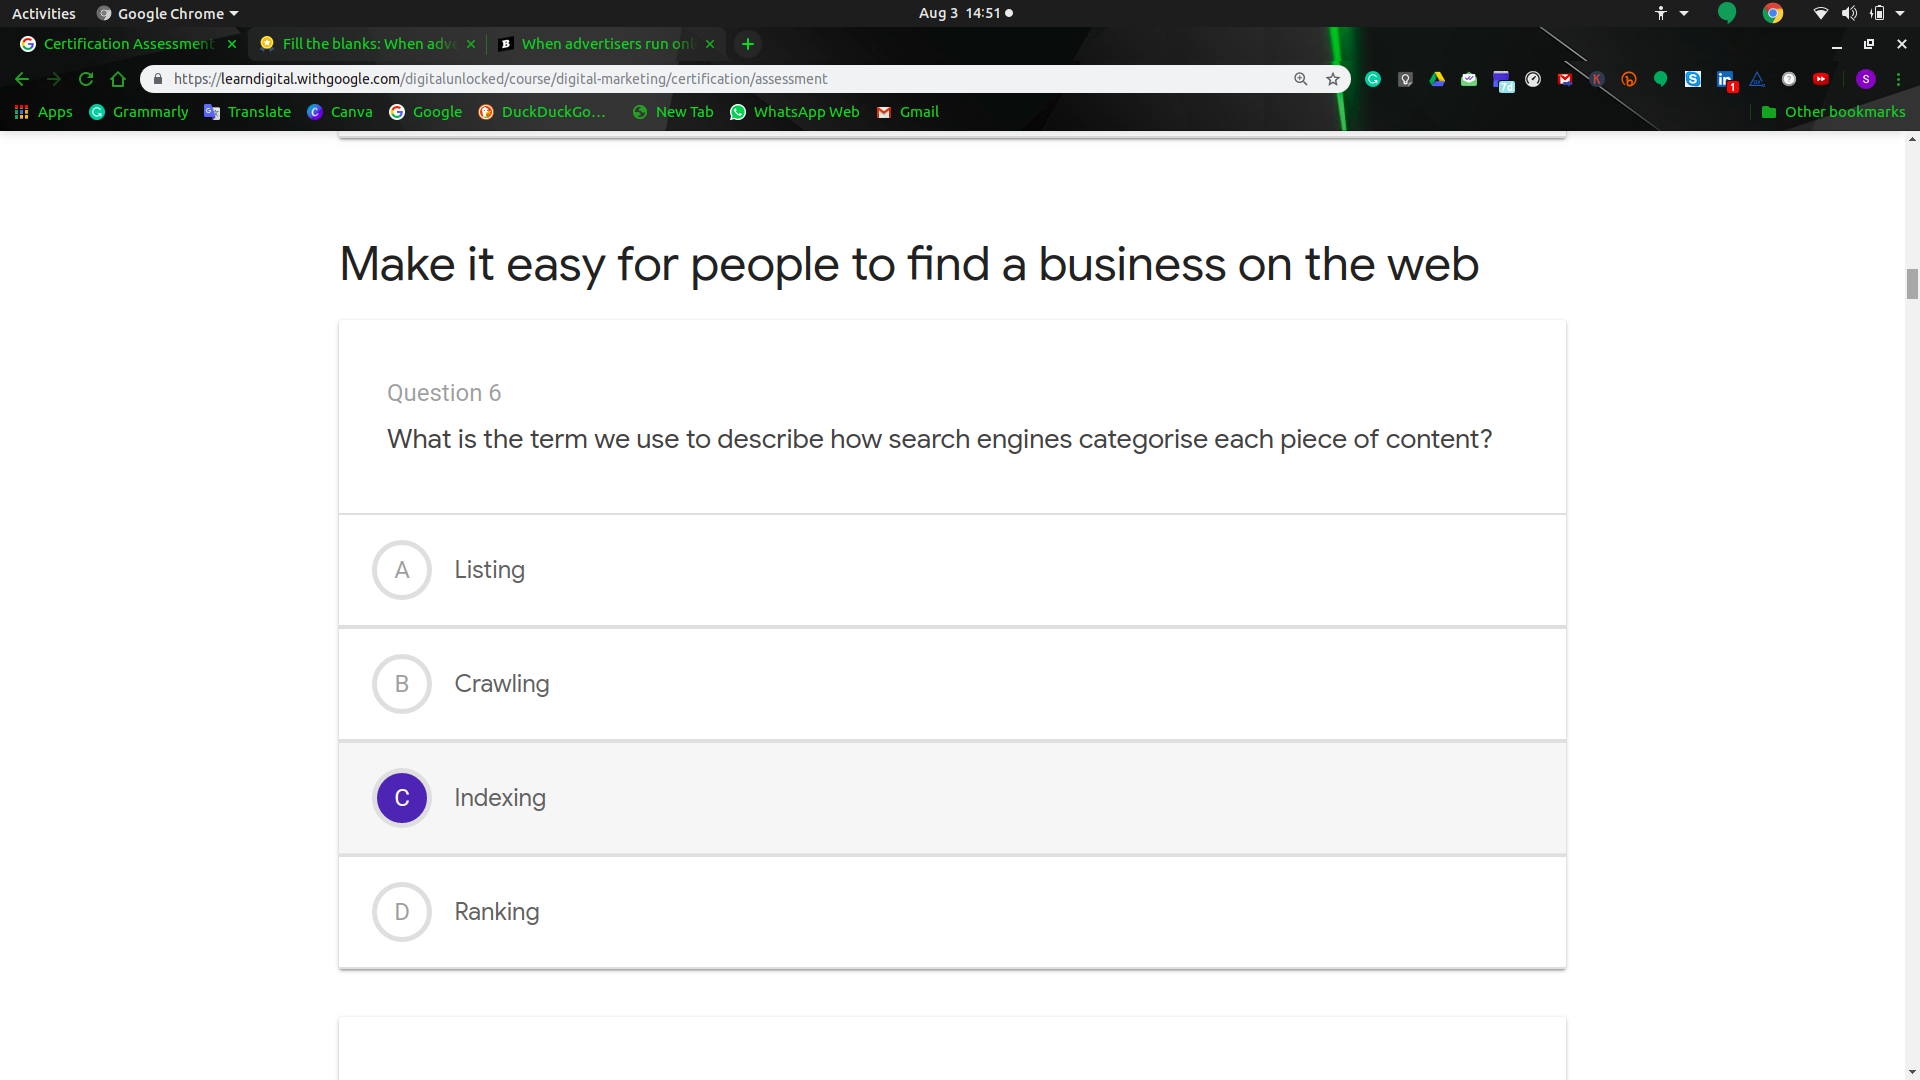 Activities Google Chrome Aug 3 14:51
Certification Assessment Fill the blanks: When adve When advertisers run onl
https://learndigital.withgoogle.com/digitalunlocked/course/digital-marketing/certification/assessment
7d 1 S
Apps Grammarly Translate Canva Google DuckDuckGo... New Tab WhatsApp Web Gmail Other bookmarks
Make it easy for people to find a business on the web
Question 6
What is the term we use to describe how search engines categorise each piece of content?
A Listing
B Crawling
C Indexing
D Ranking